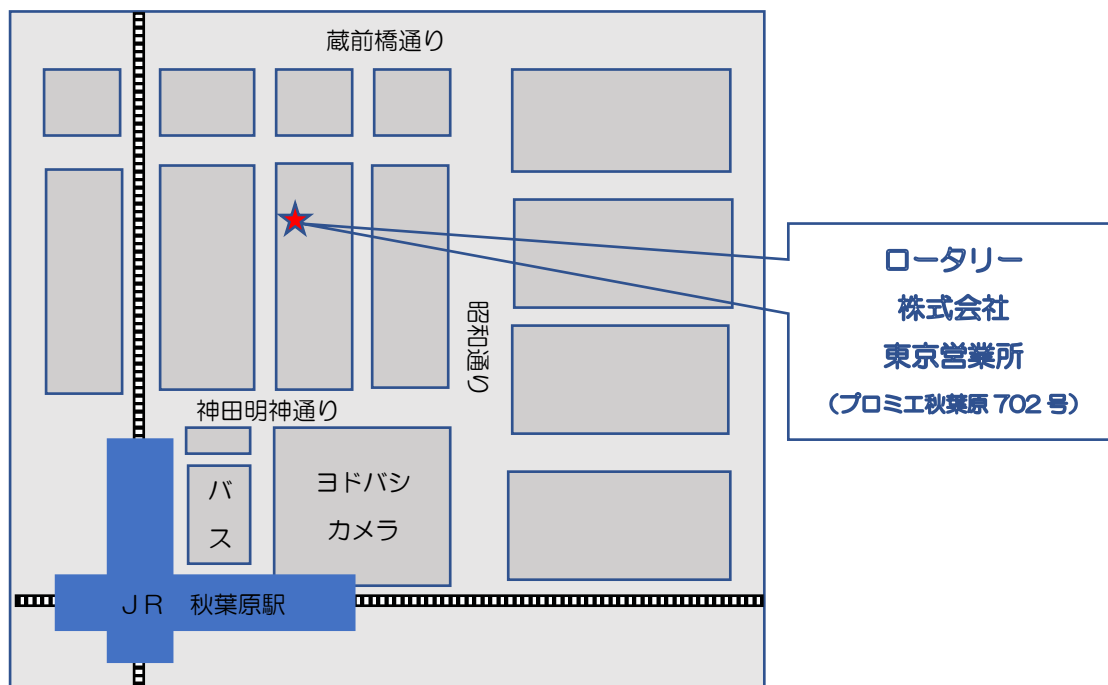 蔵前橋通り
昭和通り
神田明神通り
バス
ヨドバシ
カメラ
ＪＲ　秋葉原駅
ロータリー
株式会社
東京営業所
（プロミエ秋葉原 702 号）